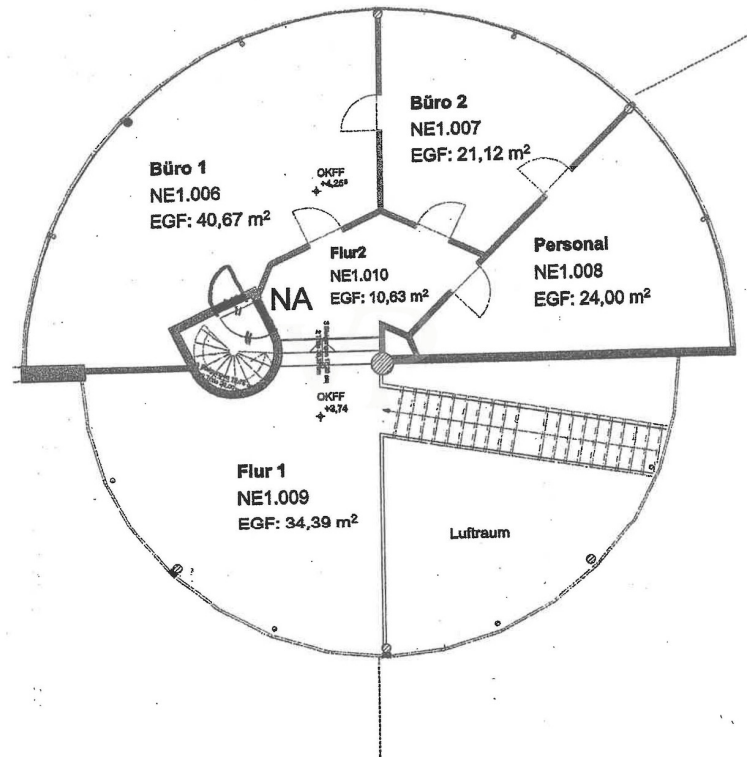 Büro 2
NE1.007
EGF: 21,12 m²
Büro 1
NE1.006
EGF: 40,67 m²
OKFF
+4,25⁵
Personal
NE1.008
EGF: 24,00 m²
Flur2
NE1.010
EGF: 10,63 m²
NA
OKFF
+3,74
Flur 1
NE1.009
EGF: 34,39 m²
Luftraum